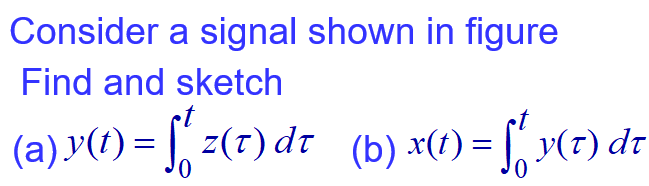 Consider a signal shown in figure
Find and sketch
(a) y(t) = ∫₀ᵗ z(τ) dτ (b) x(t) = ∫₀ᵗ y(τ) dτ